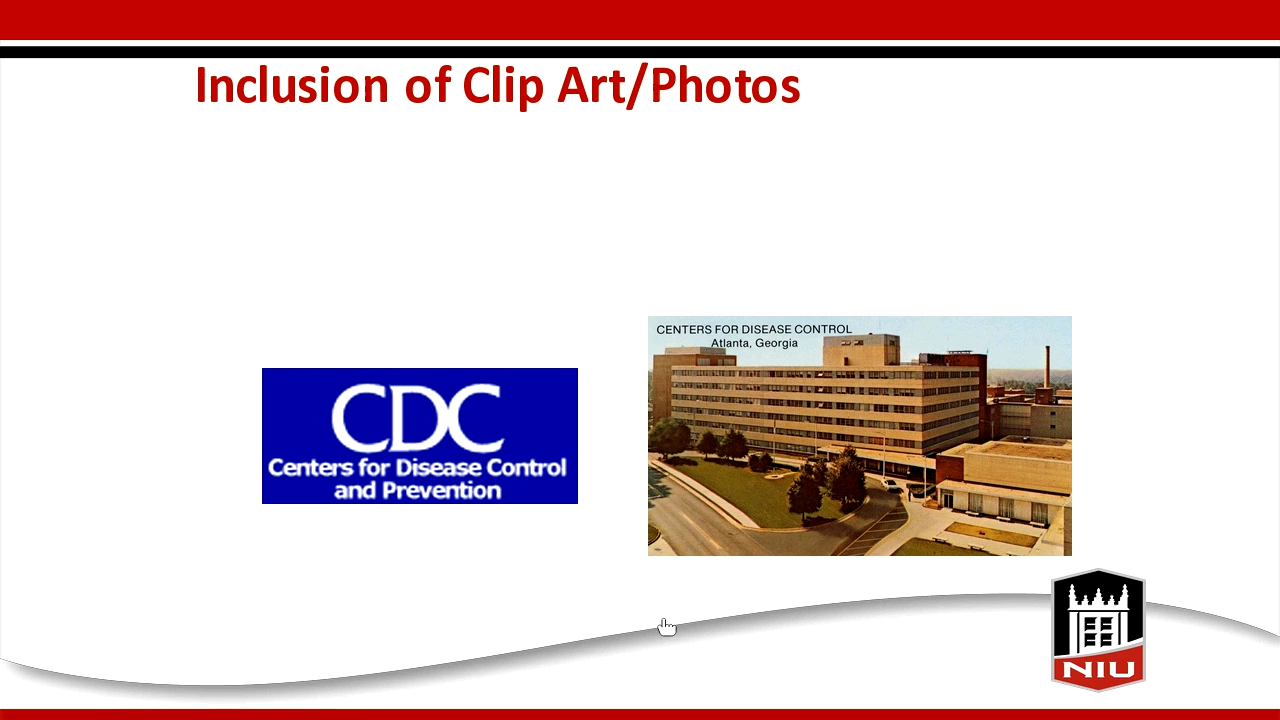 Inclusion of Clip Art/Photos
CENTERS FOR DISEASE CONTROL
Atlanta, Georgia
CDC
Centers for Disease Control
and Prevention
NIU